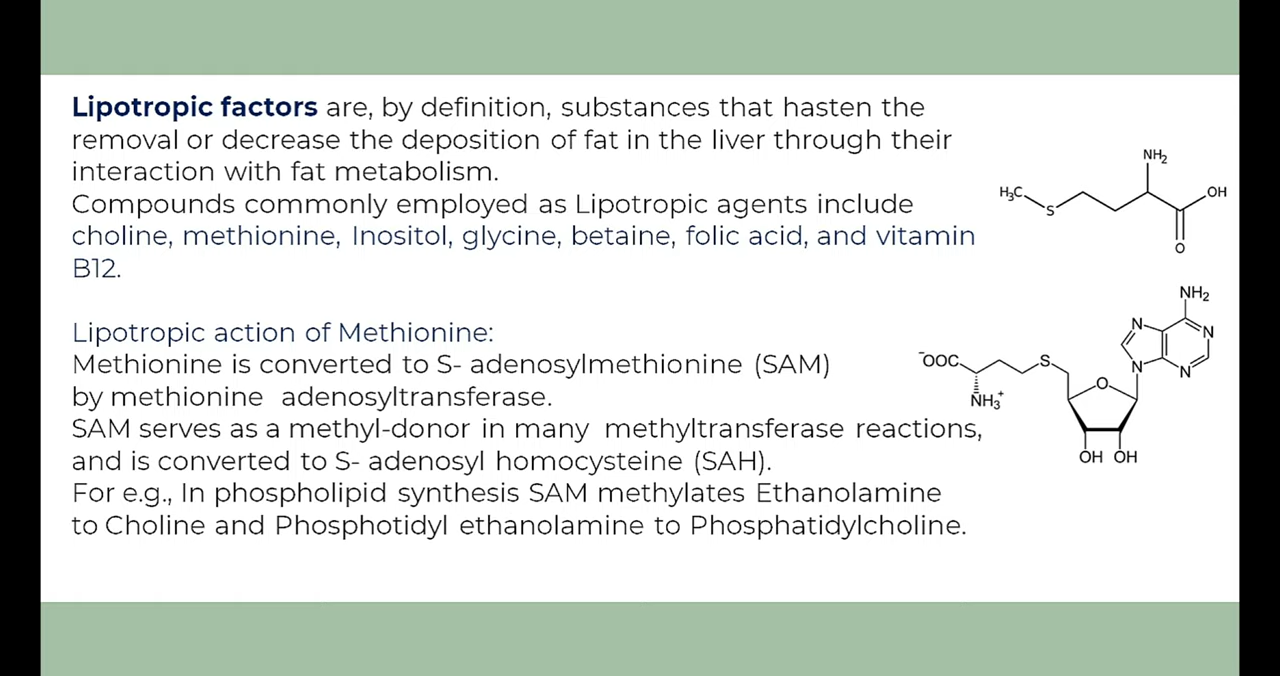 Lipotropic factors are, by definition, substances that hasten the
removal or decrease the deposition of fat in the liver through their
interaction with fat metabolism.
Compounds commonly employed as Lipotropic agents include
choline, methionine, Inositol, glycine, betaine, folic acid, and vitamin
B12.
NH2
H3C
S
OH
O
Lipotropic action of Methionine:
Methionine is converted to S- adenosylmethionine (SAM)
by methionine adenosyltransferase.
SAM serves as a methyl-donor in many methyltransferase reactions,
and is converted to S- adenosyl homocysteine (SAH).
For e.g., In phospholipid synthesis SAM methylates Ethanolamine
to Choline and Phosphotidyl ethanolamine to Phosphatidylcholine.
NH2
N
N
-OOC
S
N
N
O
NH3+
OH OH